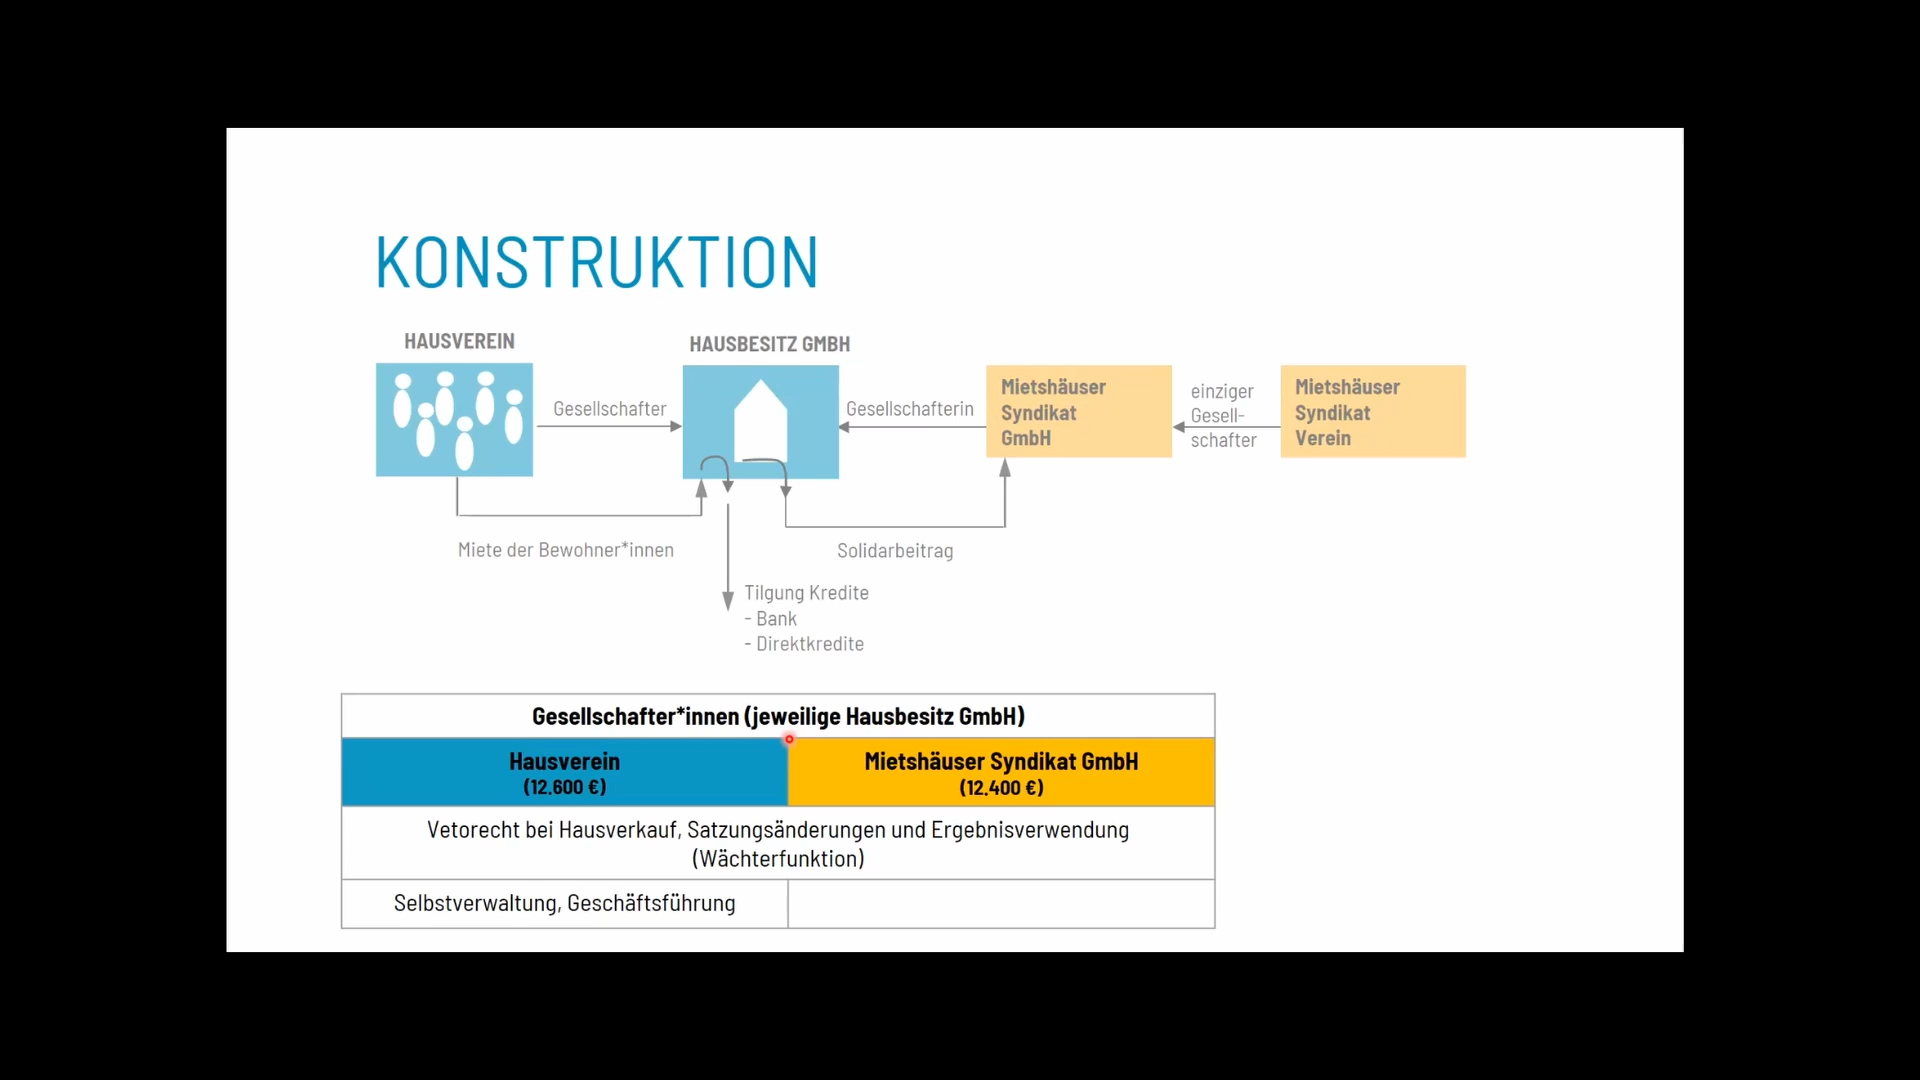 KONSTRUKTION
HAUSVEREIN
HAUSBESITZ GMBH
Gesellschafter
Gesellschafterin
Mietshäuser
Syndikat
GmbH
einziger
Gesell-
schafter
Mietshäuser
Syndikat
Verein
Miete der Bewohner*innen
Solidarbeitrag
Tilgung Kredite
- Bank
- Direktkredite
Gesellschafter*innen (jeweilige Hausbesitz GmbH)
Hausverein
(12.600 €)
Mietshäuser Syndikat GmbH
(12.400 €)
Vetorecht bei Hausverkauf, Satzungsänderungen und Ergebnisverwendung
(Wächterfunktion)
Selbstverwaltung, Geschäftsführung